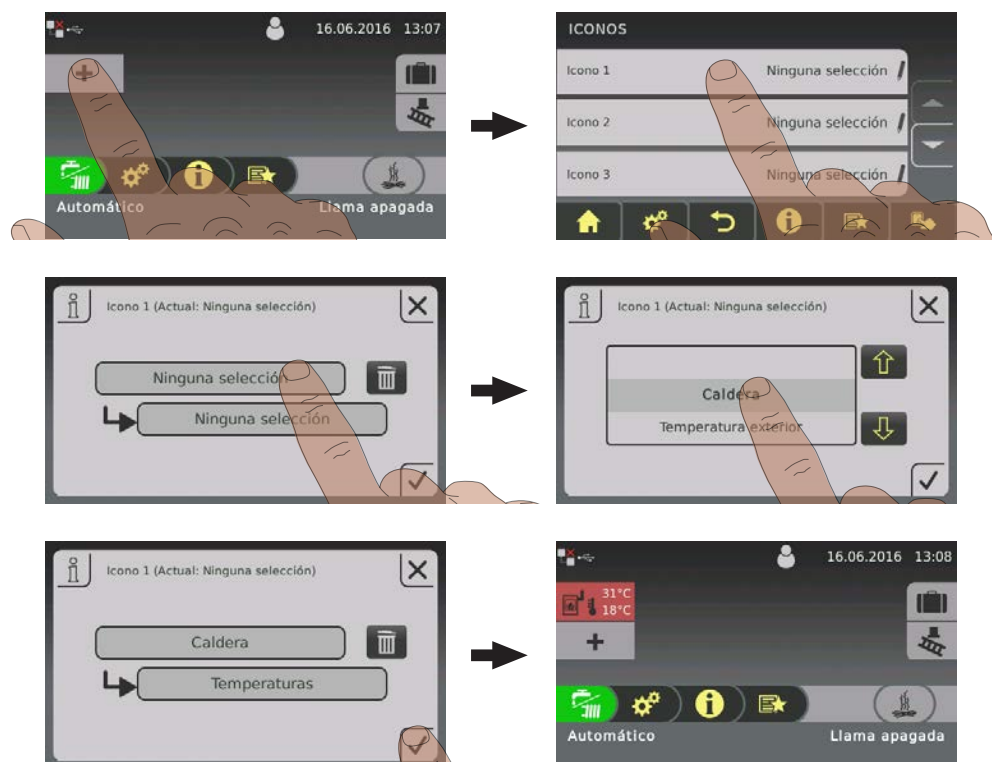 16.06.2016 13:07
Automático
Llama apagada
ICONOS
Icono 1 Ninguna selección
Icono 2 Ninguna selección
Icono 3 Ninguna selección
Icono 1 (Actual: Ninguna selección)
Ninguna selección
Ninguna selección
Icono 1 (Actual: Ninguna selección)
Caldera
Temperatura exterior
Icono 1 (Actual: Ninguna selección)
Caldera
Temperaturas
16.06.2016 13:08
31°C
18°C
Automático
Llama apagada